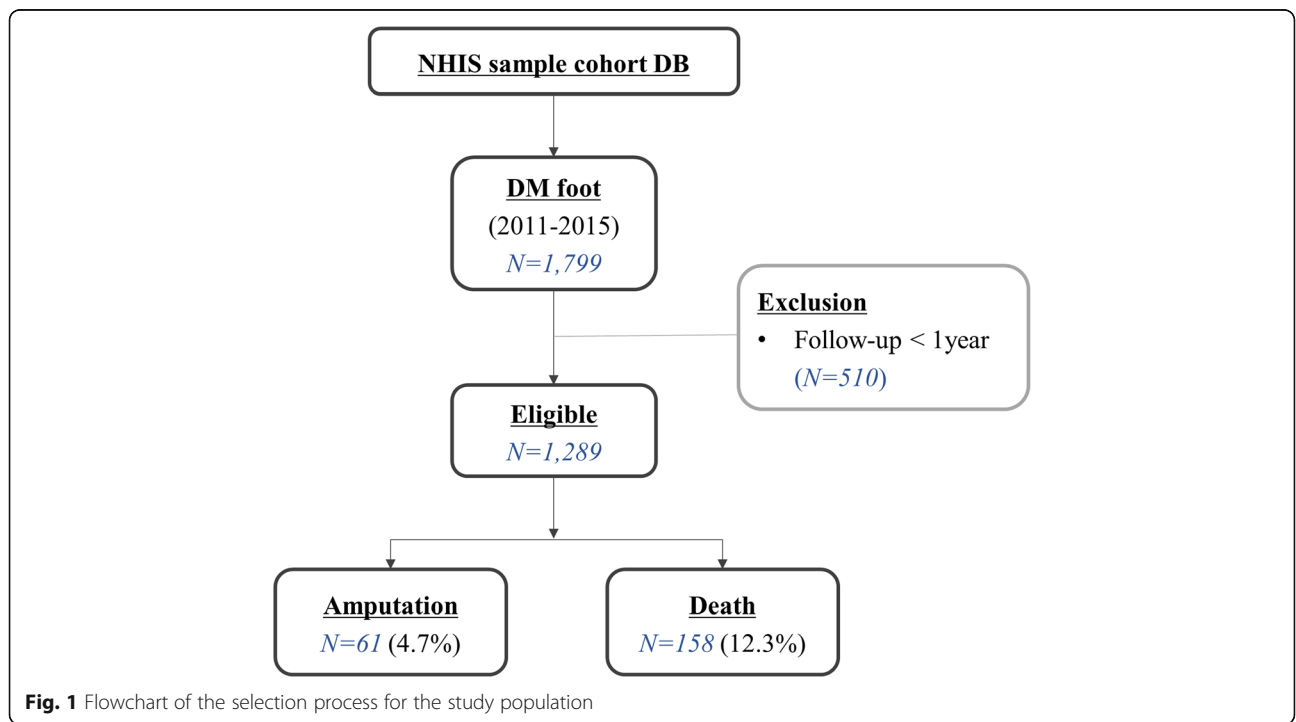 NHIS sample cohort DB
DM foot
(2011-2015)
N=1,799
Exclusion
• Follow-up < 1year
(N=510)
Eligible
N=1,289
Amputation
N=61 (4.7%)
Death
N=158 (12.3%)
Fig. 1 Flowchart of the selection process for the study population